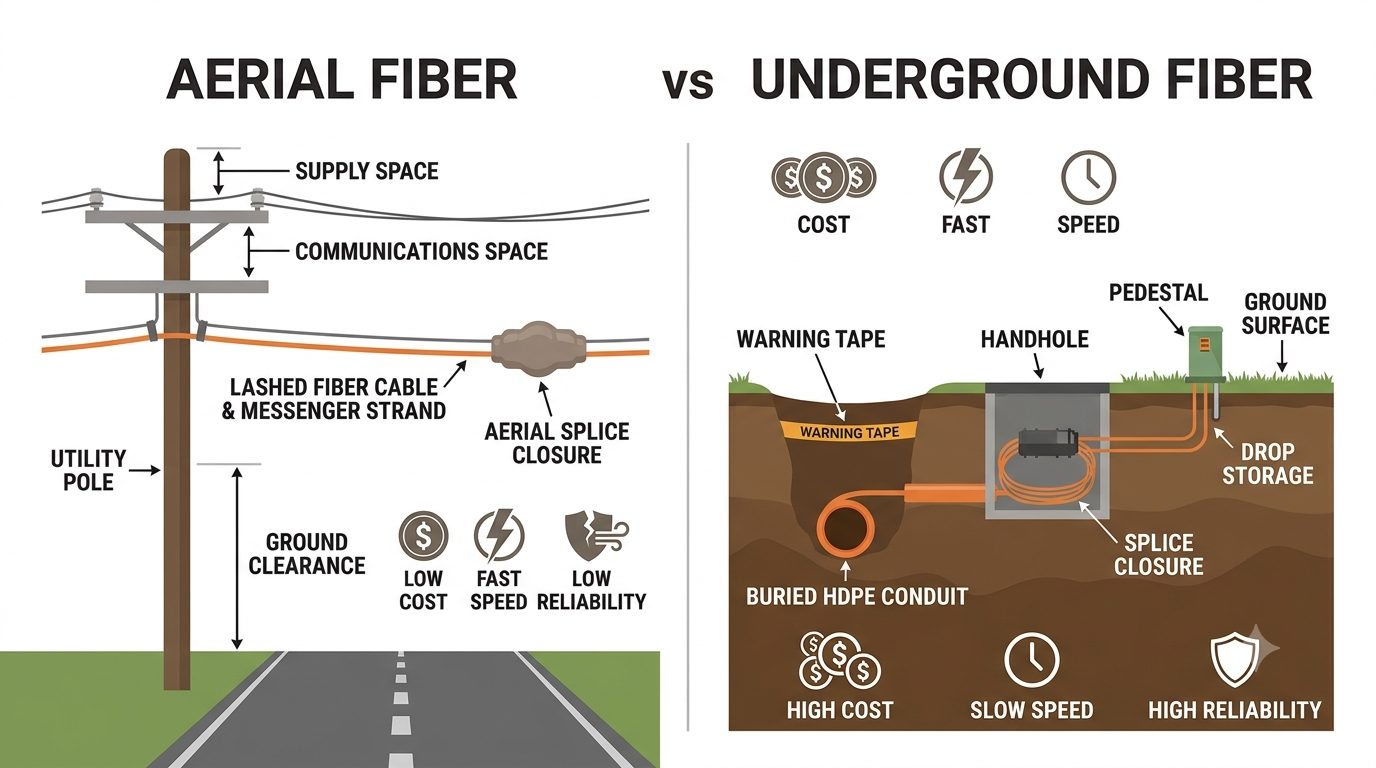 AERIAL FIBER vs UNDERGROUND FIBER
SUPPLY SPACE
COMMUNICATIONS SPACE
LASHED FIBER CABLE
& MESSENGER STRAND
AERIAL SPLICE
CLOSURE
UTILITY
POLE
GROUND
CLEARANCE
$
LOW
COST
FAST
SPEED
LOW
RELIABILITY
$ $ $
COST
FAST
SPEED
PEDESTAL
GROUND
SURFACE
WARNING TAPE
HANDHOLE
WARNING TAPE
DROP
STORAGE
SPLICE
CLOSURE
BURIED HDPE CONDUIT
$ $ $ $
HIGH COST
SLOW SPEED
HIGH RELIABILITY